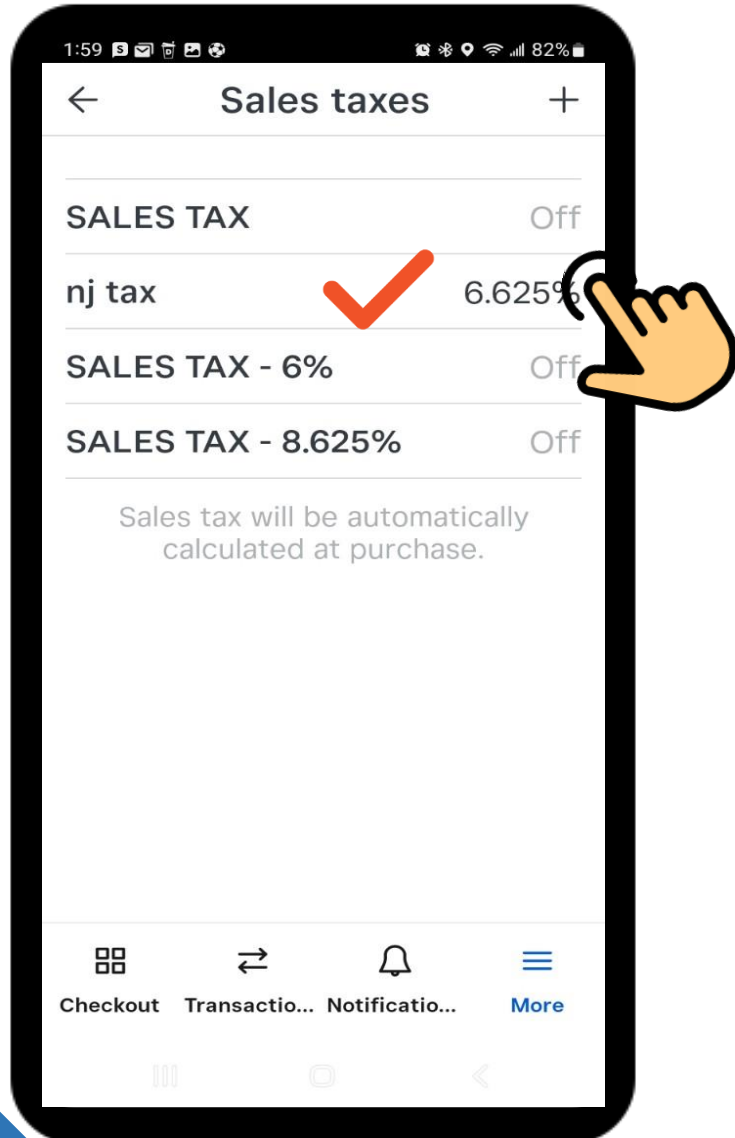 1:59 82%
Sales taxes
SALES TAX Off
nj tax 6.625%
SALES TAX - 6% Off
SALES TAX - 8.625% Off
Sales tax will be automatically
calculated at purchase.
Checkout Transactio... Notificatio... More